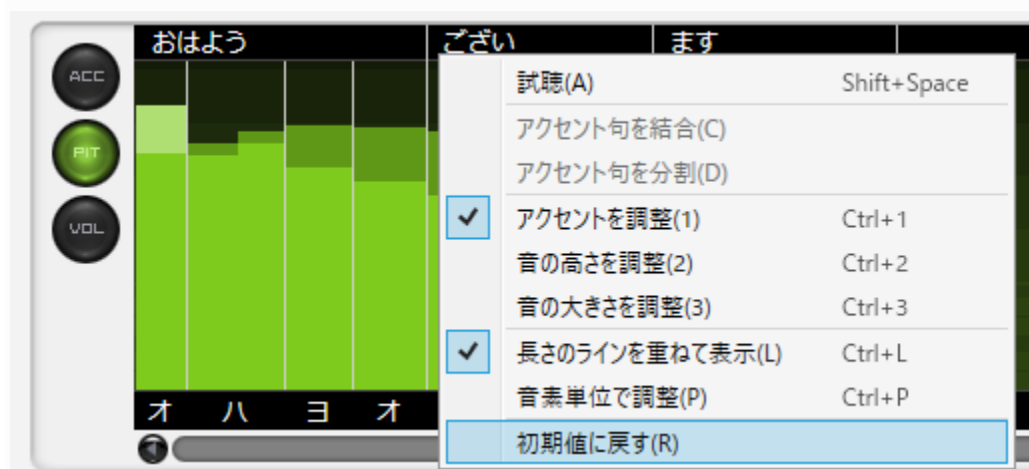 おはよう ござい ます
ACC
試聴(A) Shift+Space
アクセント句を結合(C)
PIT
アクセント句を分割(D)
VOL
アクセントを調整(1) Ctrl+1
音の高さを調整(2) Ctrl+2
音の大きさを調整(3) Ctrl+3
長さのラインを重ねて表示(L) Ctrl+L
音素単位で調整(P) Ctrl+P
オ ハ ヨ オ
初期値に戻す(R)